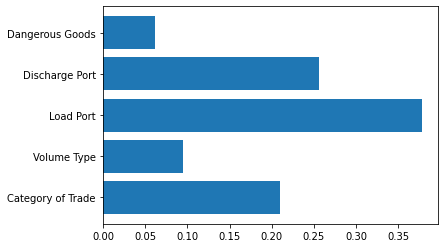 Dangerous Goods
Discharge Port
Load Port
Volume Type
Category of Trade
0.00 0.05 0.10 0.15 0.20 0.25 0.30 0.35